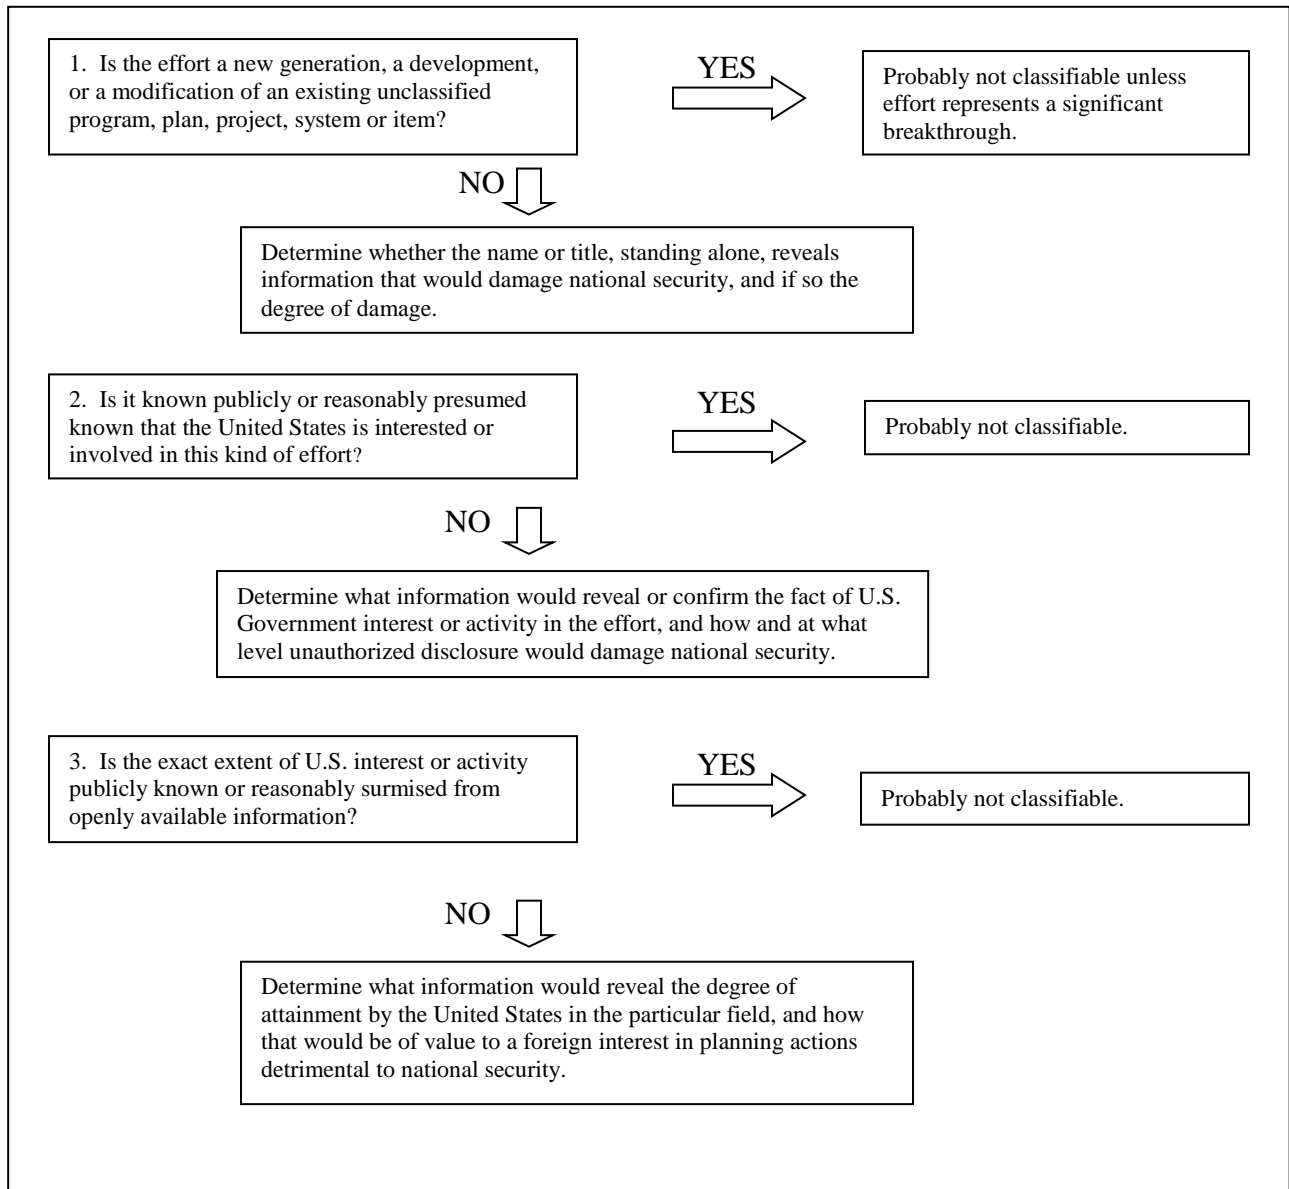 1.  Is the effort a new generation, a development,
or a modification of an existing unclassified
program, plan, project, system or item?
YES
Probably not classifiable unless
effort represents a significant
breakthrough.
NO
Determine whether the name or title, standing alone, reveals
information that would damage national security, and if so the
degree of damage.
2.  Is it known publicly or reasonably presumed
known that the United States is interested or
involved in this kind of effort?
YES
Probably not classifiable.
NO
Determine what information would reveal or confirm the fact of U.S.
Government interest or activity in the effort, and how and at what
level unauthorized disclosure would damage national security.
3.  Is the exact extent of U.S. interest or activity
publicly known or reasonably surmised from
openly available information?
YES
Probably not classifiable.
NO
Determine what information would reveal the degree of
attainment by the United States in the particular field, and how
that would be of value to a foreign interest in planning actions
detrimental to national security.